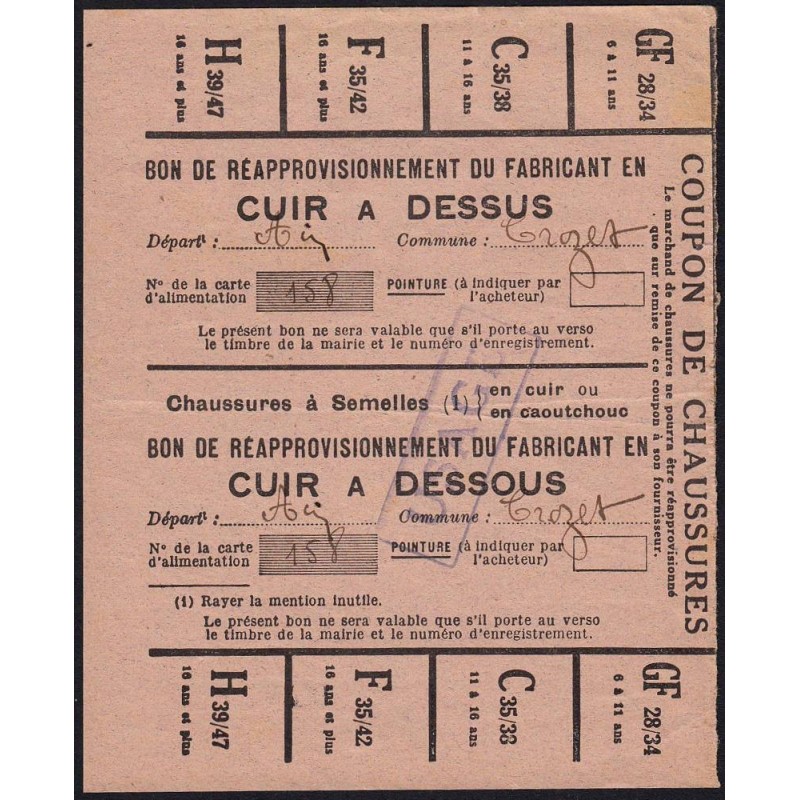 H 39/47
16 ans et plus
F 35/42
16 ans et plus
C 35/38
11 à 16 ans
GF 28/34
6 à 11 ans
BON DE RÉAPPROVISIONNEMENT DU FABRICANT EN
CUIR A DESSUS
Départt : Ain Commune : Crozet
No de la carte
d'alimentation
158
POINTURE (à indiquer par
l'acheteur)
Le présent bon ne sera valable que s'il porte au verso
le timbre de la mairie et le numéro d'enregistrement.
Chaussures à Semelles (1) } en cuir ou
en caoutchouc
USAGE
BON DE RÉAPPROVISIONNEMENT DU FABRICANT EN
CUIR A DESSOUS
Départt : Ain Commune : Crozet
No de la carte
d'alimentation
158
POINTURE (à indiquer par
l'acheteur)
(1) Rayer la mention inutile.
Le présent bon ne sera valable que s'il porte au verso
le timbre de la mairie et le numéro d'enregistrement.
COUPON DE CHAUSSURES
Le marchand de chaussures ne pourra être réapprovisionné
que sur remise de ce coupon à son fournisseur.
H 39/47
16 ans et plus
F 35/42
16 ans et plus
C 35/38
11 à 16 ans
GF 28/34
6 à 11 ans